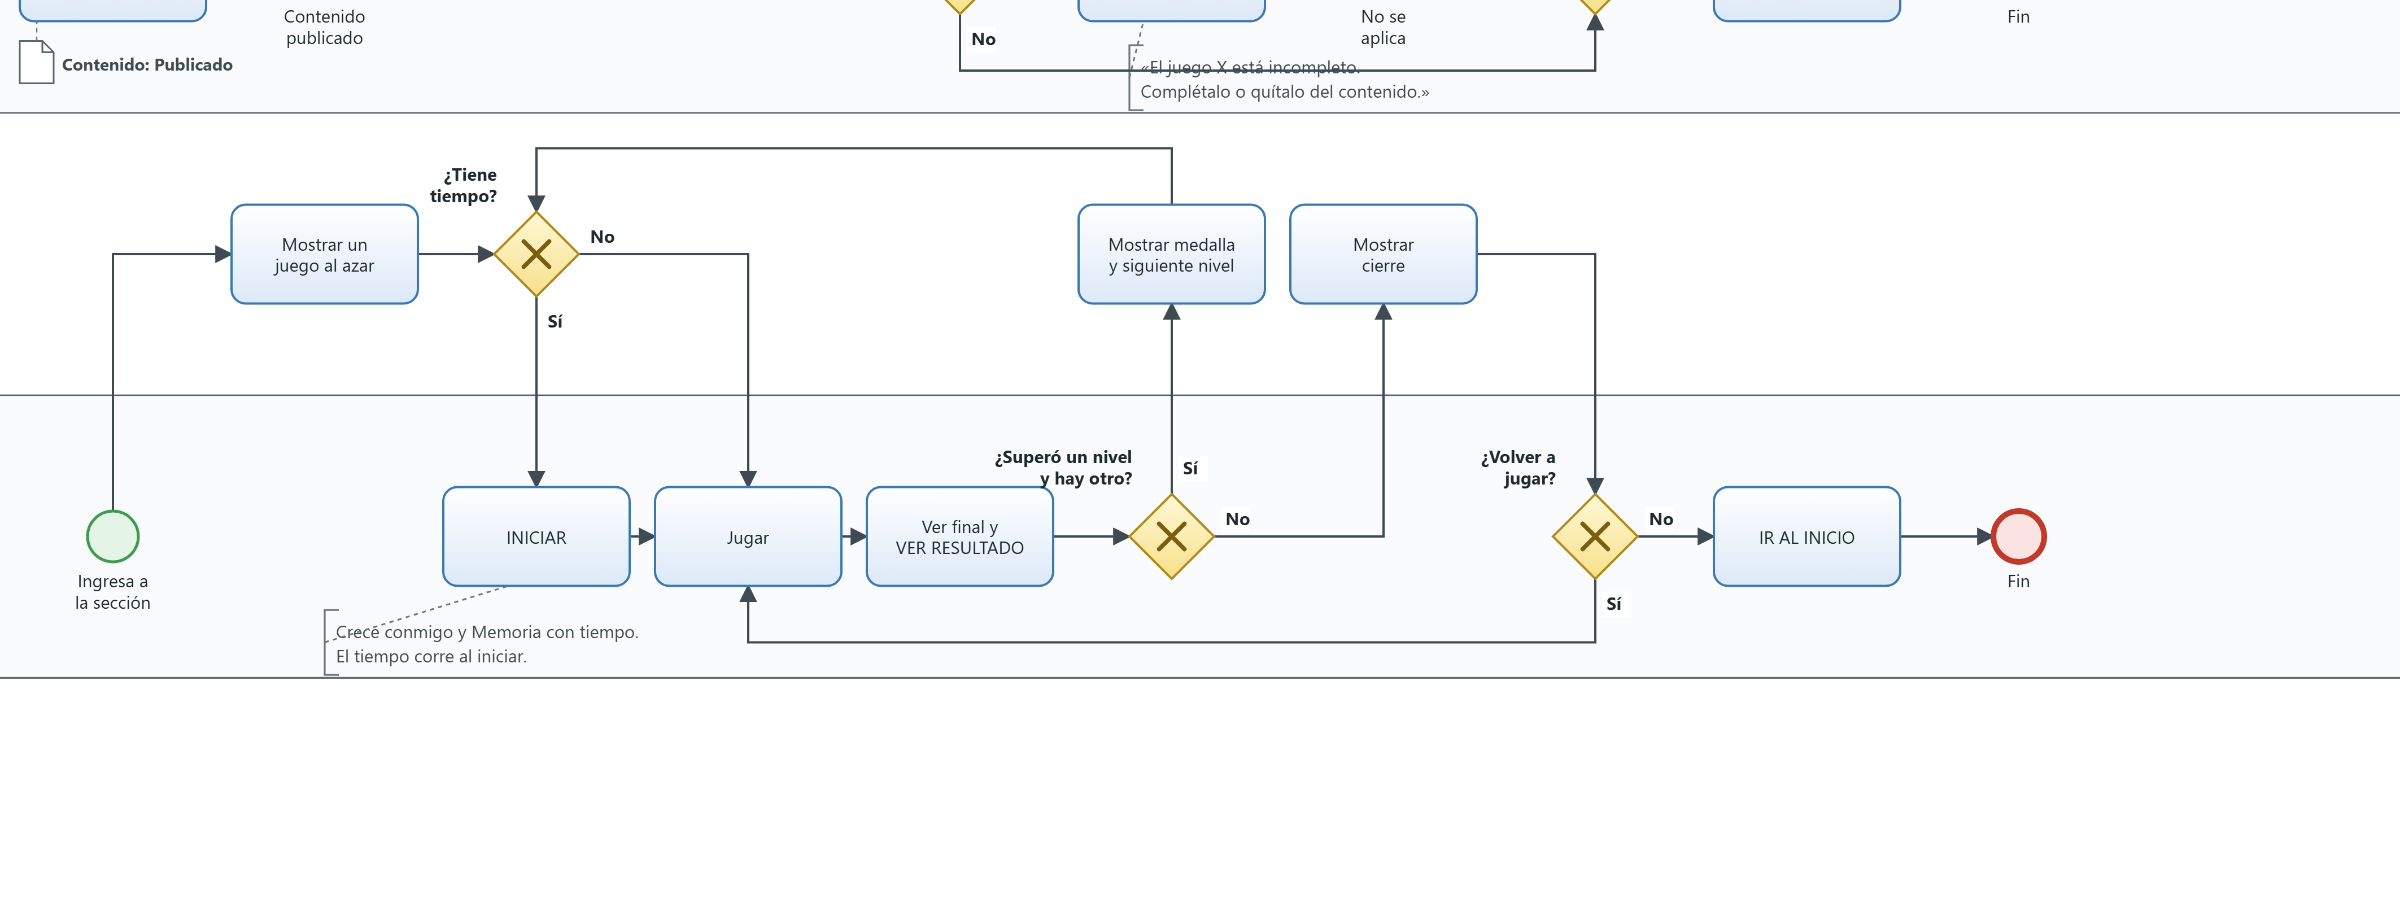 Contenido
publicado
Contenido: Publicado
No
No se
aplica
Fin
«El juego X está incompleto.
Complétalo o quítalo del contenido.»
¿Tiene
tiempo?
Mostrar un
juego al azar
No
Sí
Mostrar medalla
y siguiente nivel
Mostrar
cierre
¿Superó un nivel
y hay otro?
Sí
¿Volver a
jugar?
Ingresa a
la sección
INICIAR
Jugar
Ver final y
VER RESULTADO
No
No
IR AL INICIO
Fin
Sí
Crece conmigo y Memoria con tiempo.
El tiempo corre al iniciar.